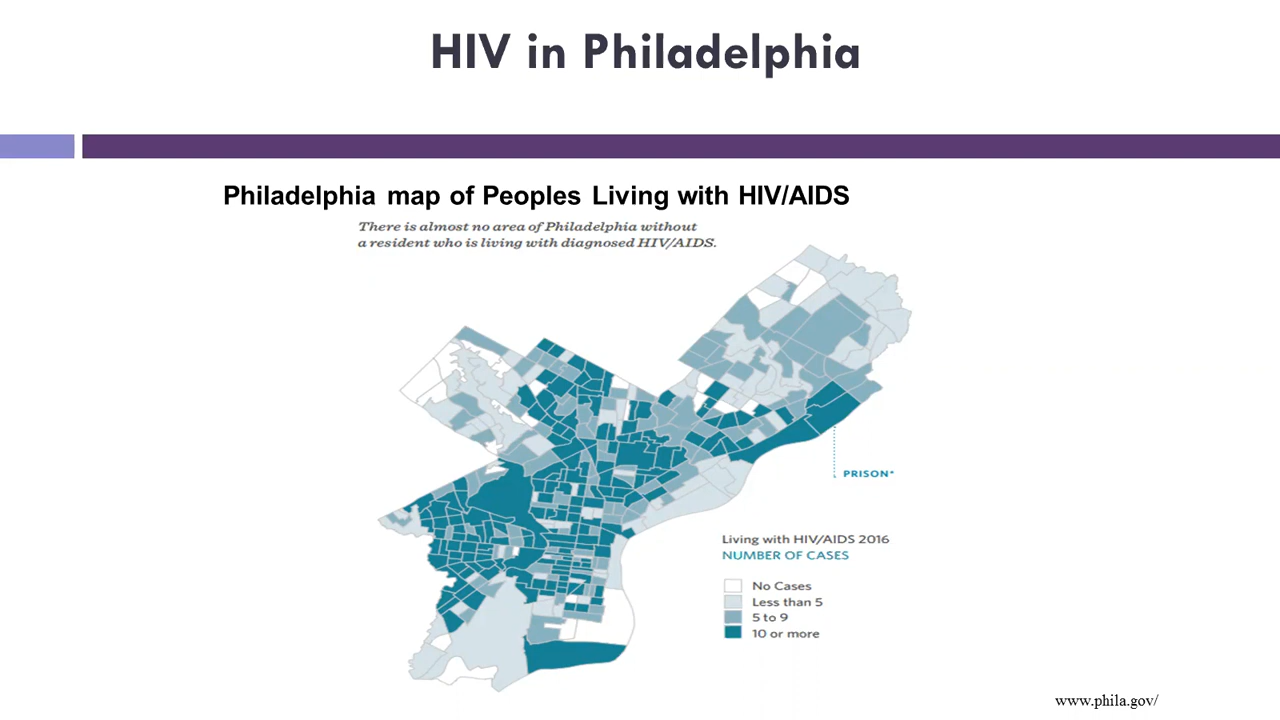 HIV in Philadelphia
Philadelphia map of Peoples Living with HIV/AIDS
There is almost no area of Philadelphia without
a resident who is living with diagnosed HIV/AIDS.
PRISON*
Living with HIV/AIDS 2016
NUMBER OF CASES
No Cases
Less than 5
5 to 9
10 or more
www.phila.gov/